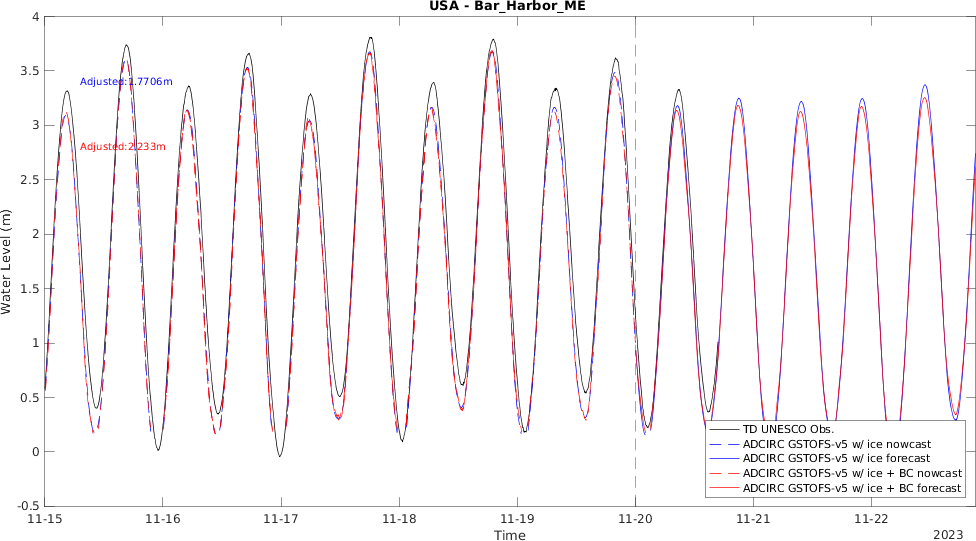 USA - Bar_Harbor_ME
4
3.5
3
2.5
2
1.5
1
0.5
0
-0.5
Water Level (m)
Adjusted:1.7706m
Adjusted:2.233m
TD UNESCO Obs.
ADCIRC GSTOFS-v5 w/ ice nowcast
ADCIRC GSTOFS-v5 w/ ice forecast
ADCIRC GSTOFS-v5 w/ ice + BC nowcast
ADCIRC GSTOFS-v5 w/ ice + BC forecast
11-15 11-16 11-17 11-18 11-19 11-20 11-21 11-22
Time
2023